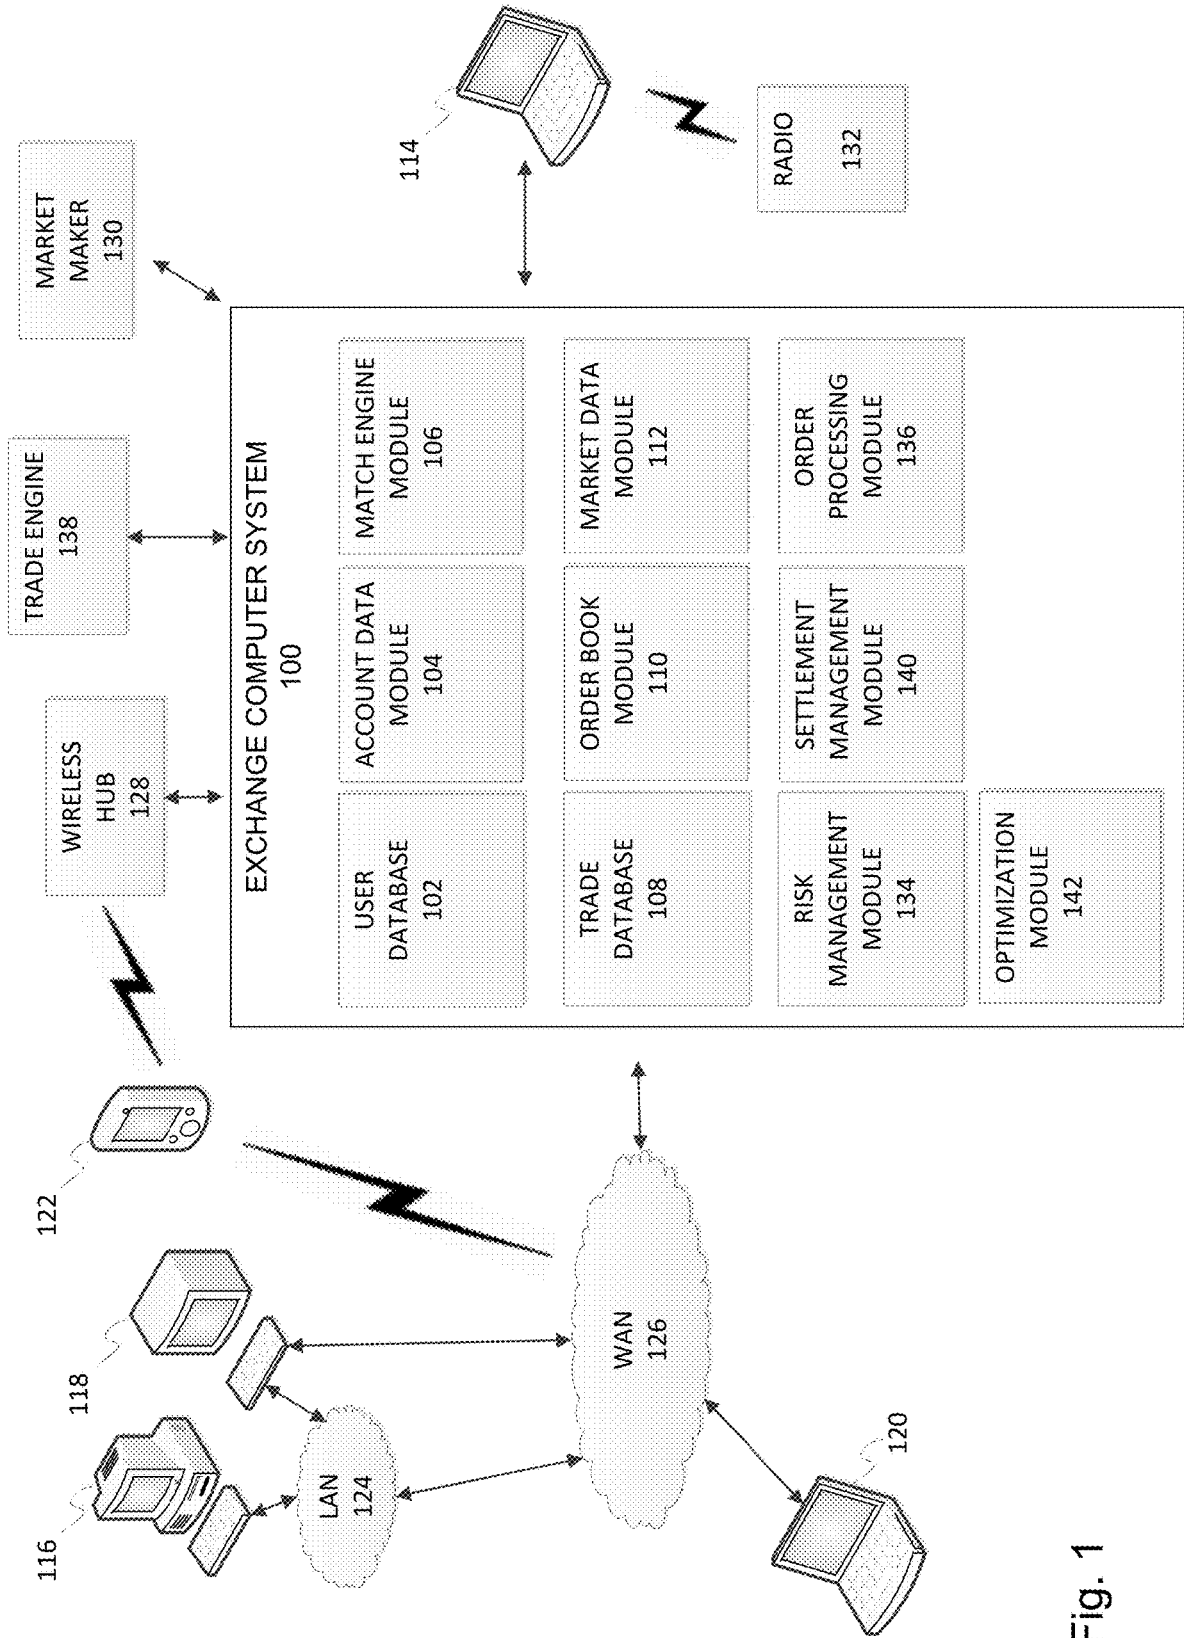 116
118
122
WIRELESS
HUB
128
TRADE ENGINE
138
MARKET
MAKER
130
LAN
124
EXCHANGE COMPUTER SYSTEM
100
114
USER
DATABASE
102
ACCOUNT DATA
MODULE
104
MATCH ENGINE
MODULE
106
TRADE
DATABASE
108
ORDER BOOK
MODULE
110
MARKET DATA
MODULE
112
WAN
126
RISK
MANAGEMENT
MODULE
134
SETTLEMENT
MANAGEMENT
MODULE
140
ORDER
PROCESSING
MODULE
136
RADIO
132
120
OPTIMIZATION
MODULE
142
Fig. 1